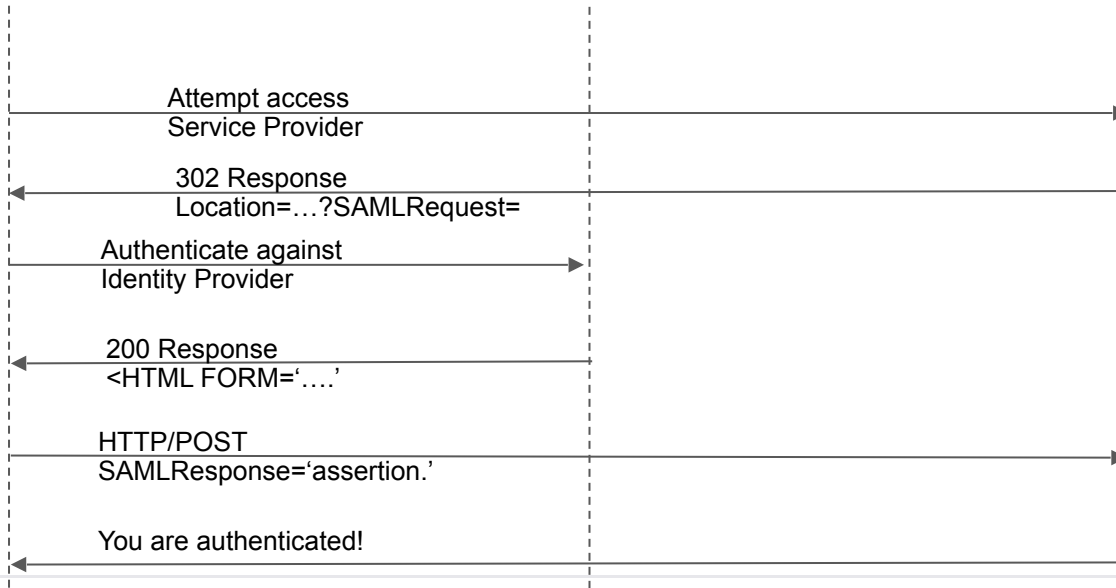 Attempt access
Service Provider
302 Response
Location=…?SAMLRequest=
Authenticate against
Identity Provider
200 Response
<HTML FORM=‘….’
HTTP/POST
SAMLResponse=‘assertion.’
You are authenticated!